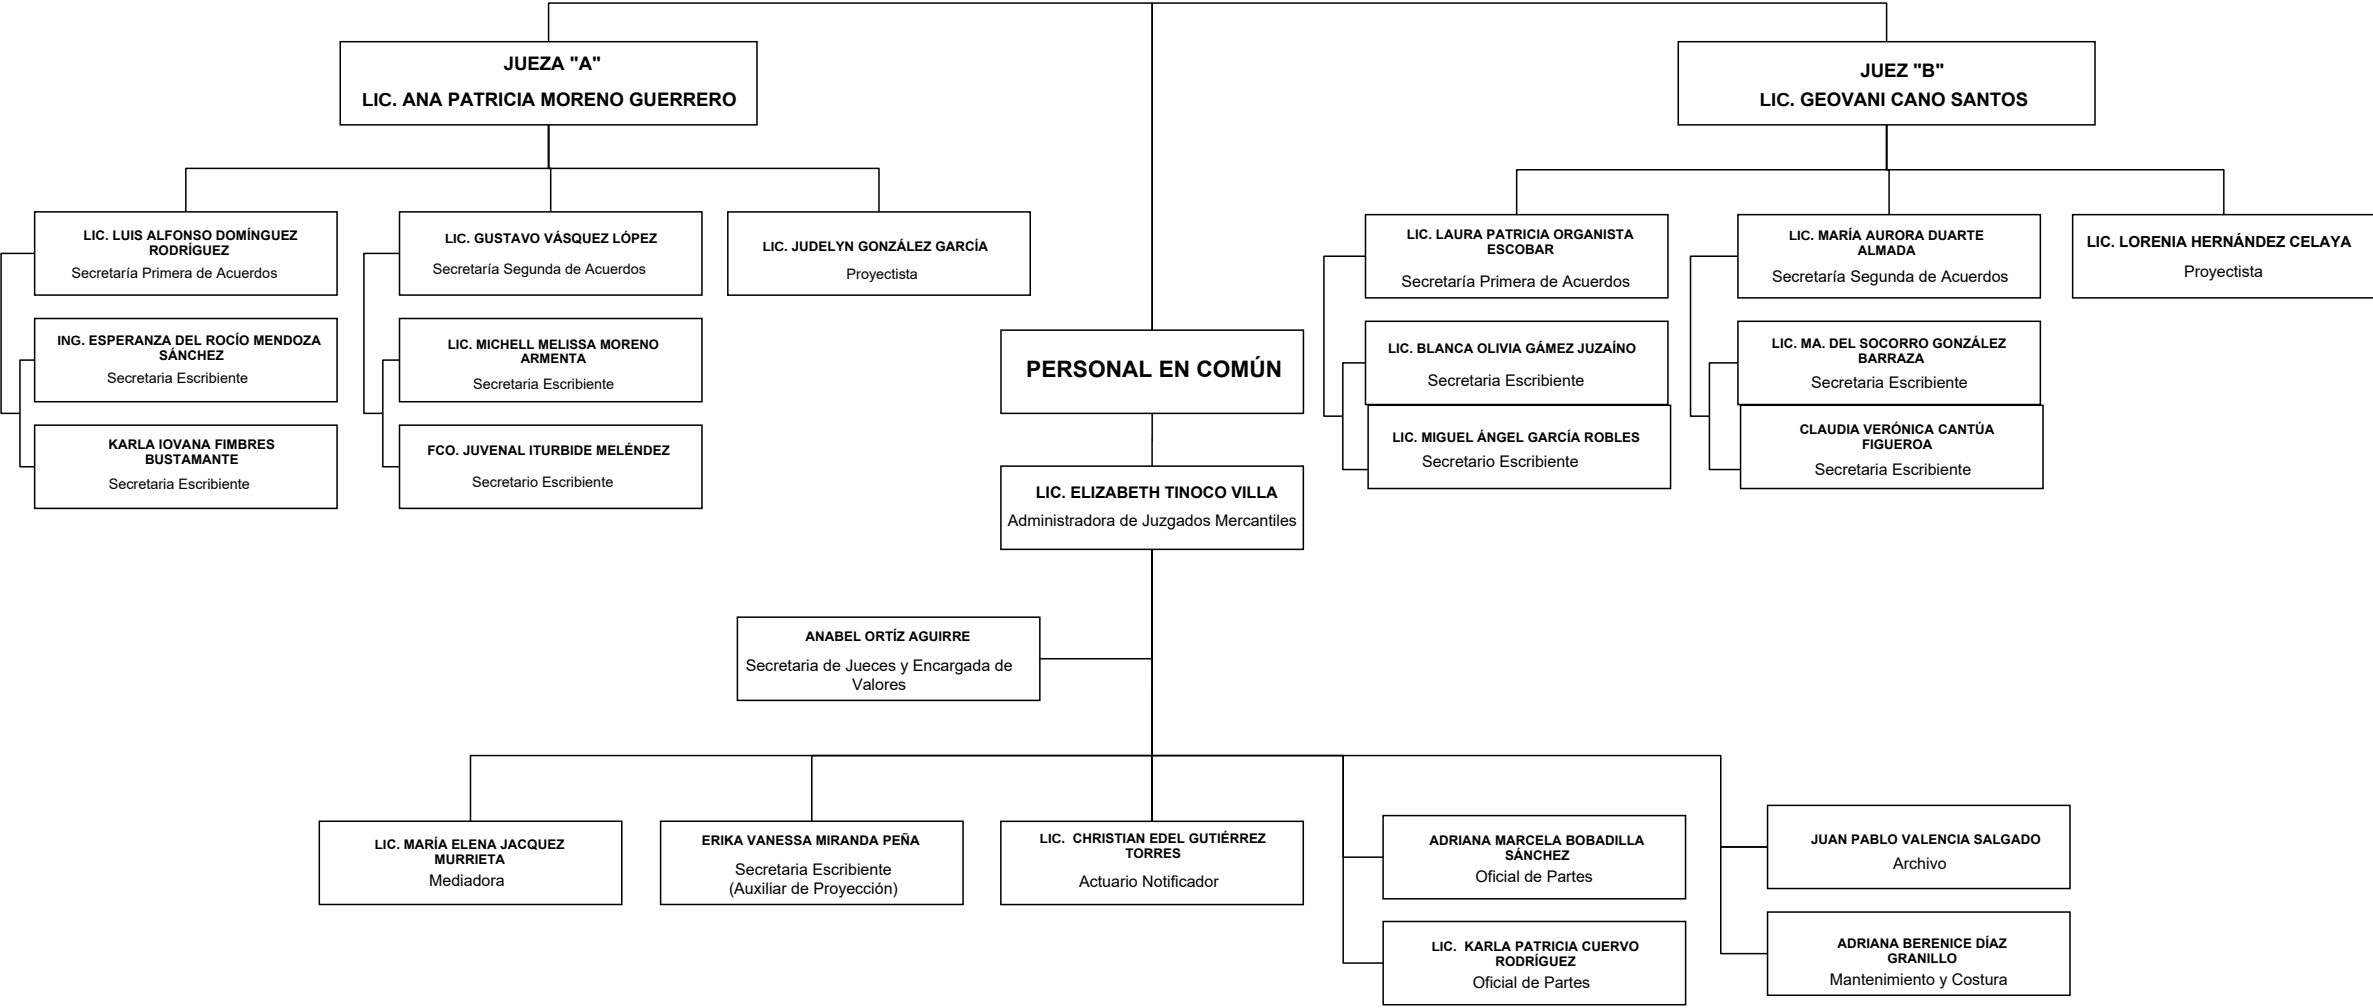 JUEZA "A"
LIC. ANA PATRICIA MORENO GUERRERO
JUEZ "B"
LIC. GEOVANI CANO SANTOS
LIC. LUIS ALFONSO DOMÍNGUEZ
RODRÍGUEZ
Secretaría Primera de Acuerdos
LIC. GUSTAVO VÁSQUEZ LÓPEZ
Secretaría Segunda de Acuerdos
LIC. JUDELYN GONZÁLEZ GARCÍA
Proyectista
LIC. LAURA PATRICIA ORGANISTA
ESCOBAR
Secretaría Primera de Acuerdos
LIC. MARÍA AURORA DUARTE
ALMADA
Secretaría Segunda de Acuerdos
LIC. LORENIA HERNÁNDEZ CELAYA
Proyectista
ING. ESPERANZA DEL ROCÍO MENDOZA
SÁNCHEZ
Secretaria Escribiente
LIC. MICHELL MELISSA MORENO
ARMENTA
Secretaria Escribiente
PERSONAL EN COMÚN
LIC. BLANCA OLIVIA GÁMEZ JUZAÍNO
Secretaria Escribiente
LIC. MA. DEL SOCORRO GONZÁLEZ
BARRAZA
Secretaria Escribiente
KARLA IOVANA FIMBRES
BUSTAMANTE
Secretaria Escribiente
FCO. JUVENAL ITURBIDE MELÉNDEZ
Secretario Escribiente
LIC. MIGUEL ÁNGEL GARCÍA ROBLES
Secretario Escribiente
CLAUDIA VERÓNICA CANTÚA
FIGUEROA
Secretaria Escribiente
LIC. ELIZABETH TINOCO VILLA
Administradora de Juzgados Mercantiles
ANABEL ORTÍZ AGUIRRE
Secretaria de Jueces y Encargada de
Valores
LIC. MARÍA ELENA JACQUEZ
MURRIETA
Mediadora
ERIKA VANESSA MIRANDA PEÑA
Secretaria Escribiente
(Auxiliar de Proyección)
LIC. CHRISTIAN EDEL GUTIÉRREZ
TORRES
Actuario Notificador
ADRIANA MARCELA BOBADILLA
SÁNCHEZ
Oficial de Partes
JUAN PABLO VALENCIA SALGADO
Archivo
LIC. KARLA PATRICIA CUERVO
RODRÍGUEZ
Oficial de Partes
ADRIANA BERENICE DÍAZ
GRANILLO
Mantenimiento y Costura